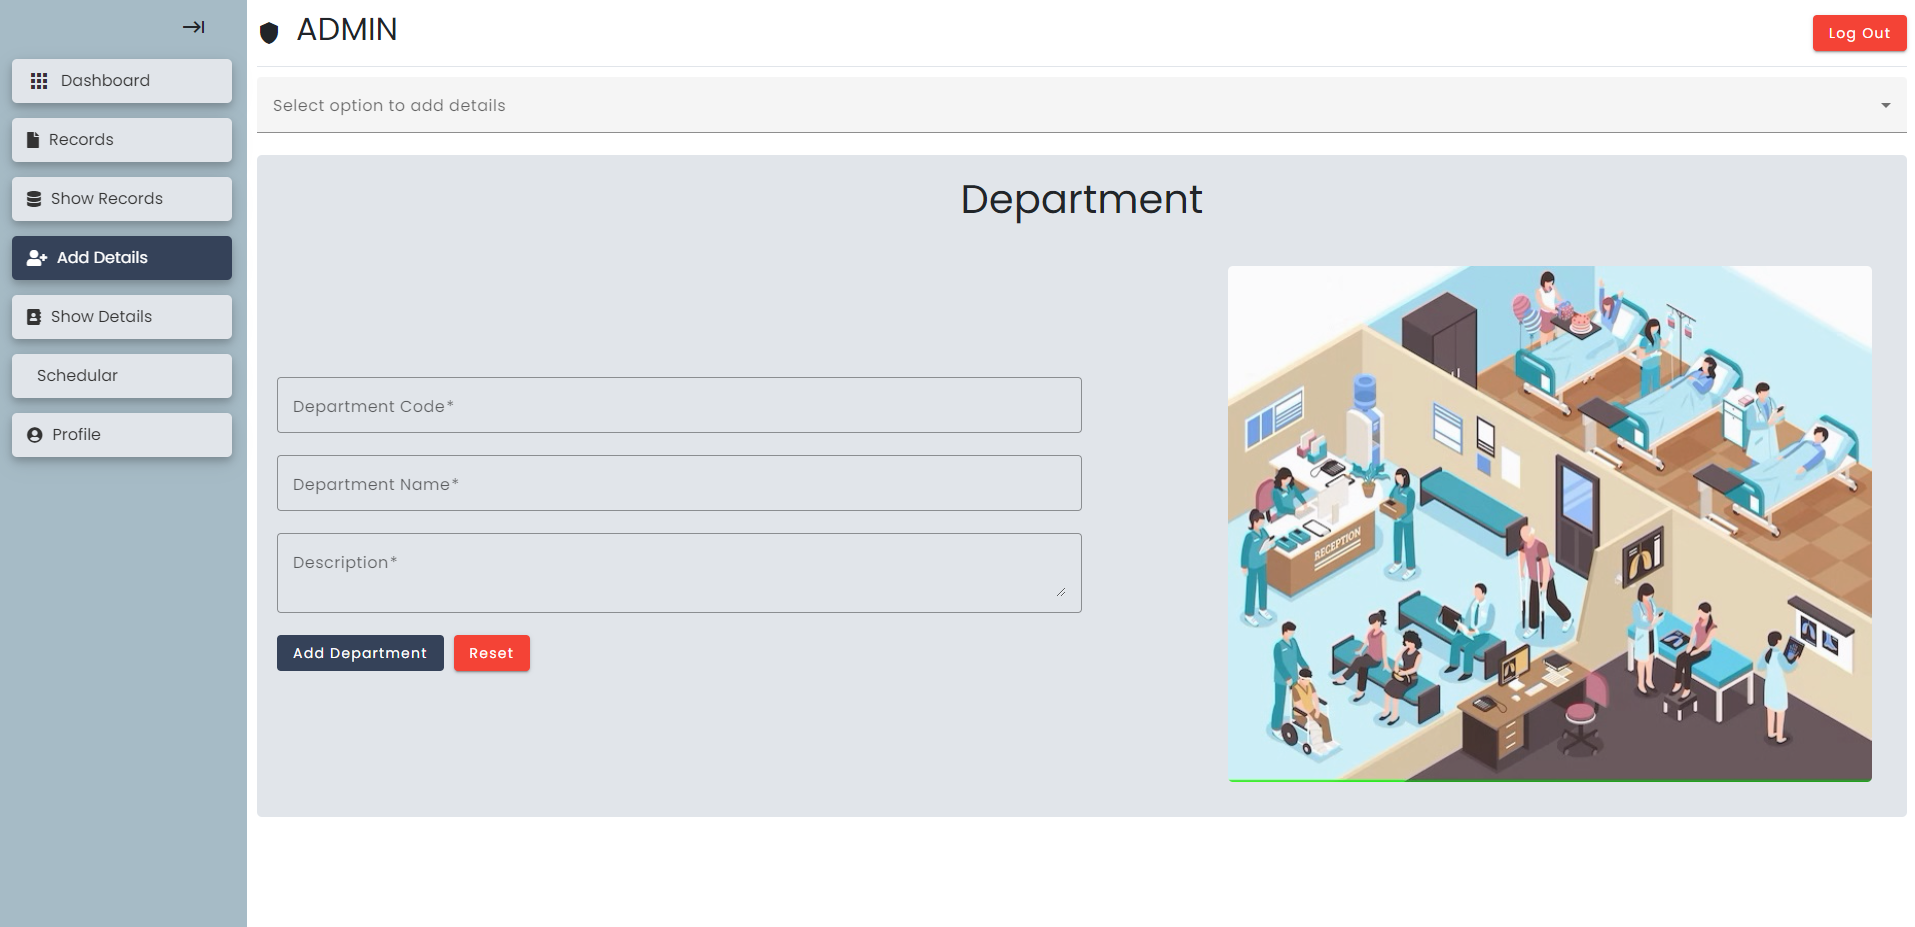 ADMIN
Log Out
Dashboard
Records
Show Records
Add Details
Show Details
Schedular
Profile
Select option to add details
Department
Department Code*
Department Name*
Description*
Add Department
Reset
RECEPTION